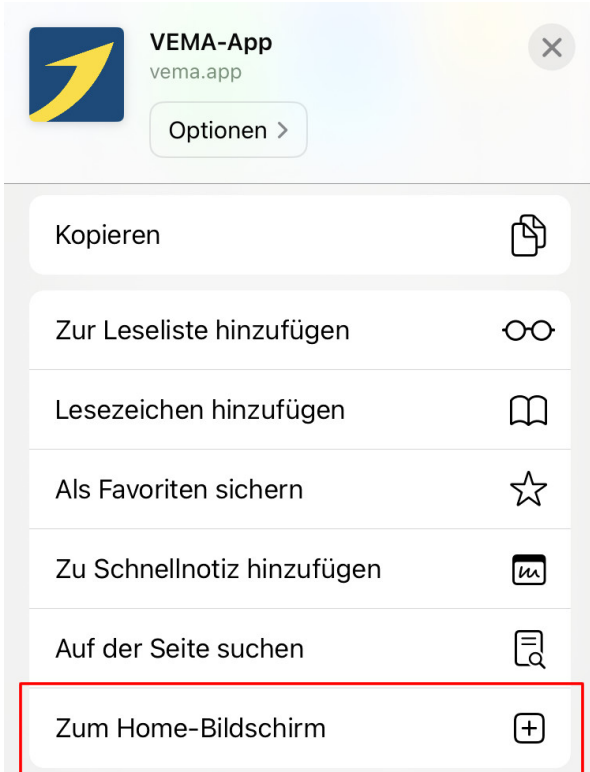 VEMA-App
vema.app
Optionen
Kopieren
Zur Leseliste hinzufügen
Lesezeichen hinzufügen
Als Favoriten sichern
Zu Schnellnotiz hinzufügen
Auf der Seite suchen
Zum Home-Bildschirm